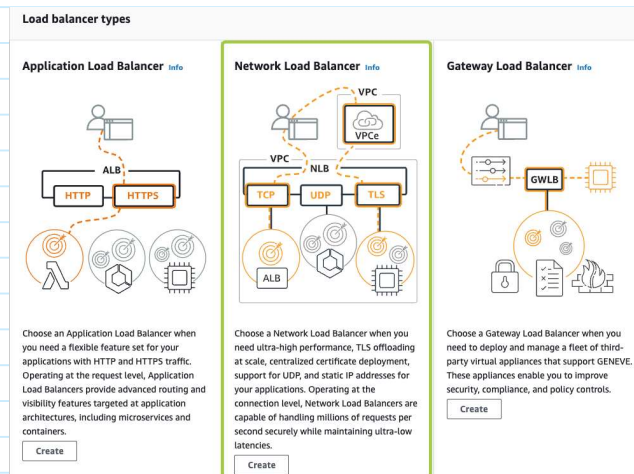 Load balancer types
Application Load Balancer Info
ALB
HTTP
HTTPS
Choose an Application Load Balancer when
you need a flexible feature set for your
applications with HTTP and HTTPS traffic.
Operating at the request level, Application
Load Balancers provide advanced routing and
visibility features targeted at application
architectures, including microservices and
containers.
Create
Network Load Balancer Info
VPC
VPCe
VPC
NLB
TCP
UDP
TLS
ALB
Choose a Network Load Balancer when you
need ultra-high performance, TLS offloading
at scale, centralized certificate deployment,
support for UDP, and static IP addresses for
your applications. Operating at the
connection level, Network Load Balancers are
capable of handling millions of requests per
second securely while maintaining ultra-low
latencies.
Create
Gateway Load Balancer Info
GWLB
Choose a Gateway Load Balancer when you
need to deploy and manage a fleet of third-
party virtual appliances that support GENEVE.
These appliances enable you to improve
security, compliance, and policy controls.
Create